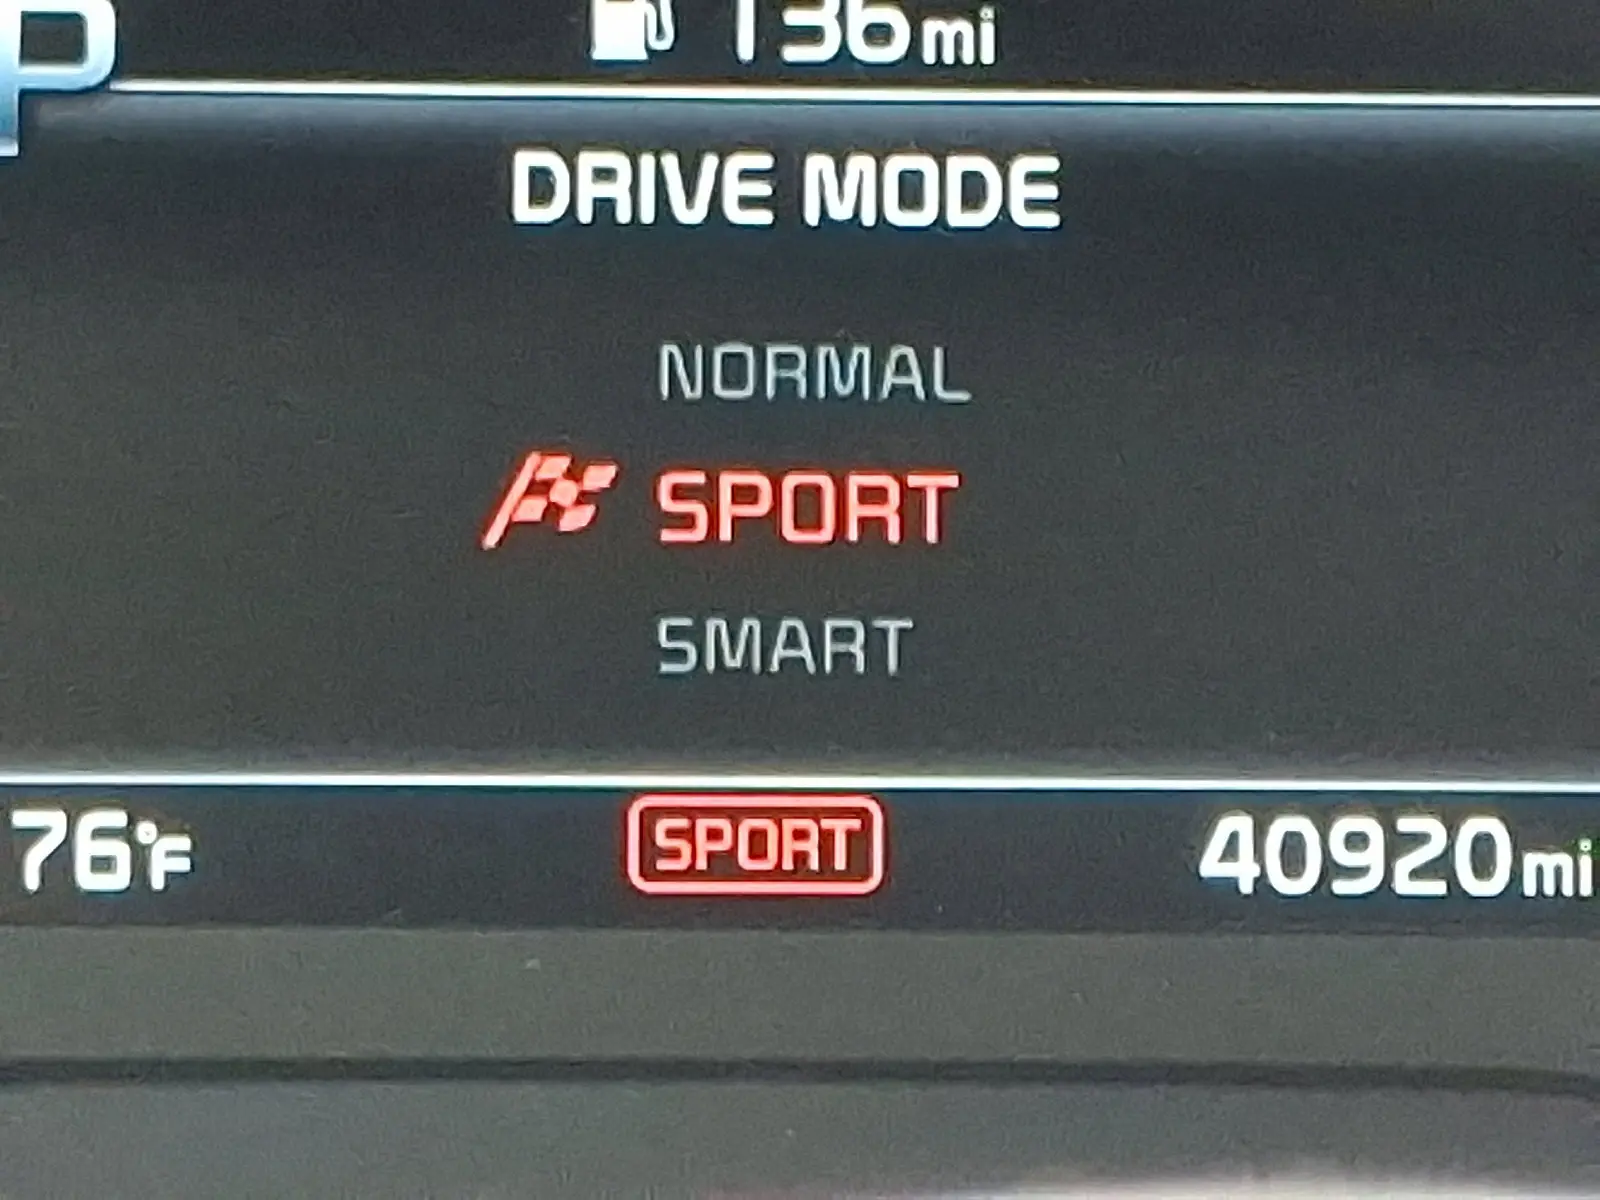 P
136mi
DRIVE MODE
NORMAL
SPORT
SMART
76°F SPORT 40920mi